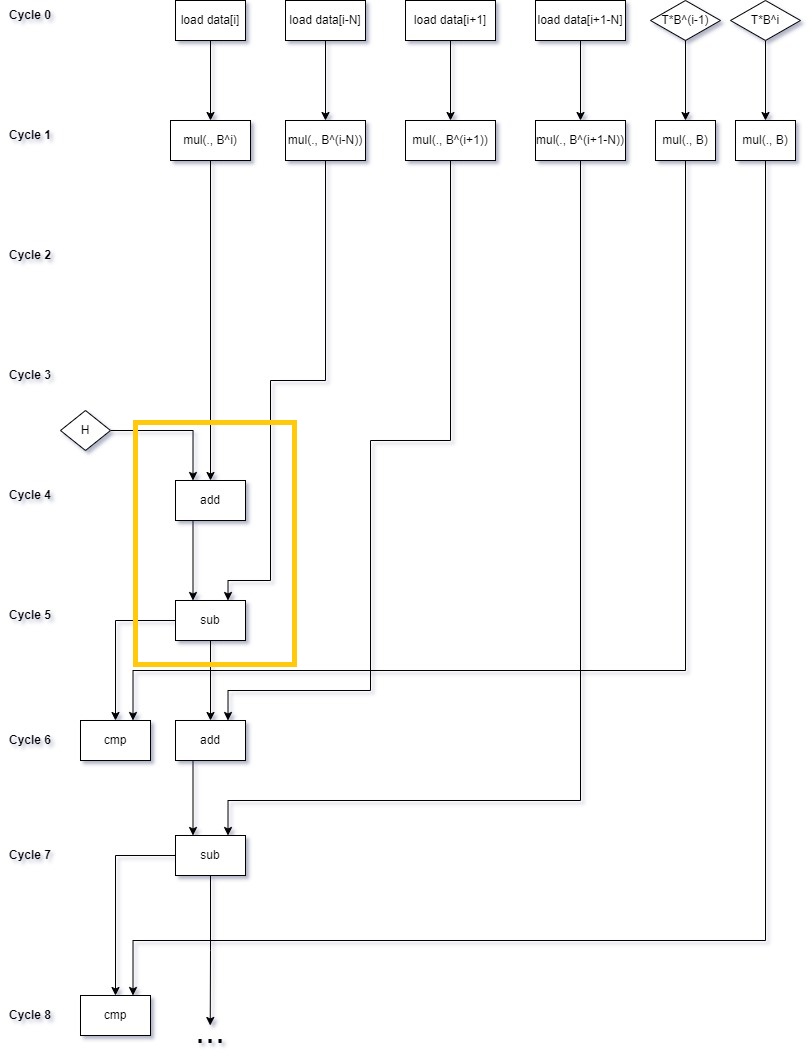 Cycle 0
load data[i]
load data[i-N]
load data[i+1]
load data[i+1-N]
T*B^(i-1)
T*B^i
Cycle 1
mul(., B^i)
mul(., B^(i-N))
mul(., B^(i+1))
mul(., B^(i+1-N))
mul(., B)
mul(., B)
Cycle 2
Cycle 3
H
Cycle 4
add
Cycle 5
sub
Cycle 6
cmp
add
Cycle 7
sub
Cycle 8
cmp
...